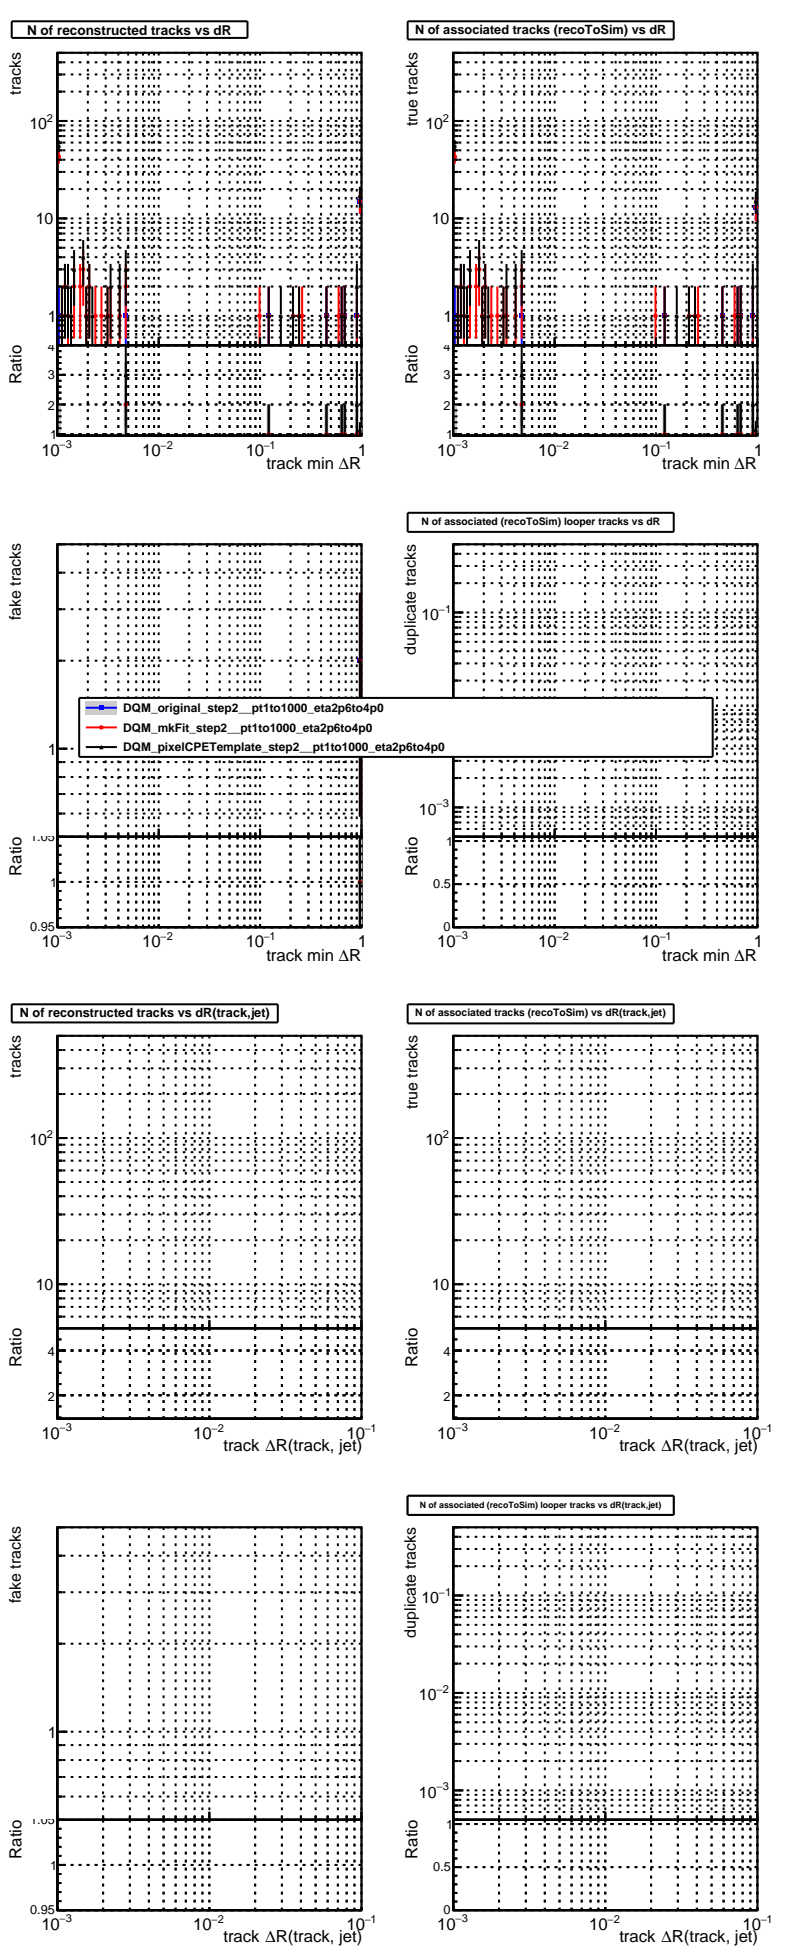 N of reconstructed tracks vs dR
N of associated tracks (recoToSim) vs dR
tracks
10²
10
1
Ratio
4
3
2
1
10⁻³ 10⁻² 10⁻¹ 1
track min ΔR
true tracks
10²
10
1
Ratio
4
3
2
1
10⁻³ 10⁻² 10⁻¹ 1
track min ΔR
N of associated (recoToSim) looper tracks vs dR
fake tracks
1
Ratio
1.05
1
0.95
10⁻³ 10⁻² 10⁻¹ 1
track min ΔR
duplicate tracks
10⁻¹
10⁻³
Ratio
1
0.5
0
10⁻³ 10⁻² 10⁻¹ 1
track min ΔR
DQM_original_step2__pt1to1000_eta2p6to4p0
DQM_mkFit_step2__pt1to1000_eta2p6to4p0
DQM_pixelCPETemplate_step2__pt1to1000_eta2p6to4p0
N of reconstructed tracks vs dR(track,jet)
N of associated tracks (recoToSim) vs dR(track,jet)
tracks
10²
10
Ratio
4
2
10⁻³ 10⁻² 10⁻¹
track ΔR(track, jet)
true tracks
10²
10
Ratio
4
2
10⁻³ 10⁻² 10⁻¹
track ΔR(track, jet)
N of associated (recoToSim) looper tracks vs dR(track,jet)
fake tracks
1
Ratio
1.05
1
0.95
10⁻³ 10⁻² 10⁻¹
track ΔR(track, jet)
duplicate tracks
10⁻¹
10⁻²
10⁻³
Ratio
1
0.5
0
10⁻³ 10⁻² 10⁻¹
track ΔR(track, jet)